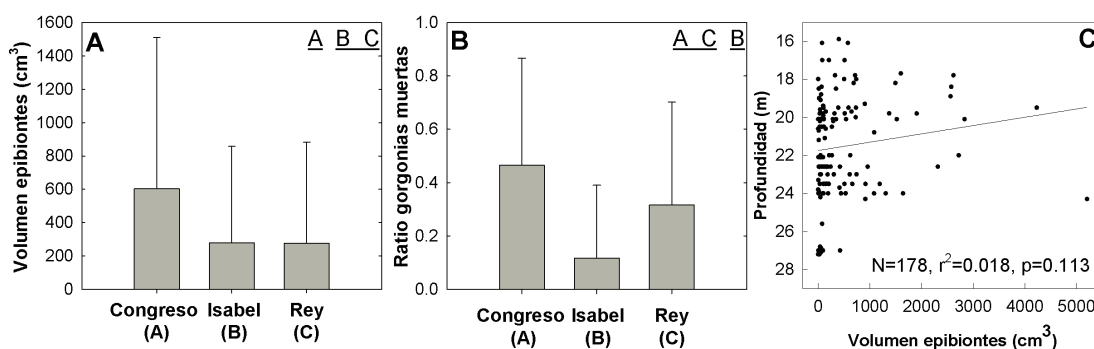 A
A B C
Volumen epibiontes (cm³)
1600
1400
1200
1000
800
600
400
200
0
Congreso (A)
Isabel (B)
Rey (C)
B
A C B
Ratio gorgonias muertas
1.0
0.8
0.6
0.4
0.2
0.0
Congreso (A)
Isabel (B)
Rey (C)
C
Profundidad (m)
16
18
20
22
24
26
28
N=178, r²=0.018, p=0.113
0 1000 2000 3000 4000 5000
Volumen epibiontes (cm³)